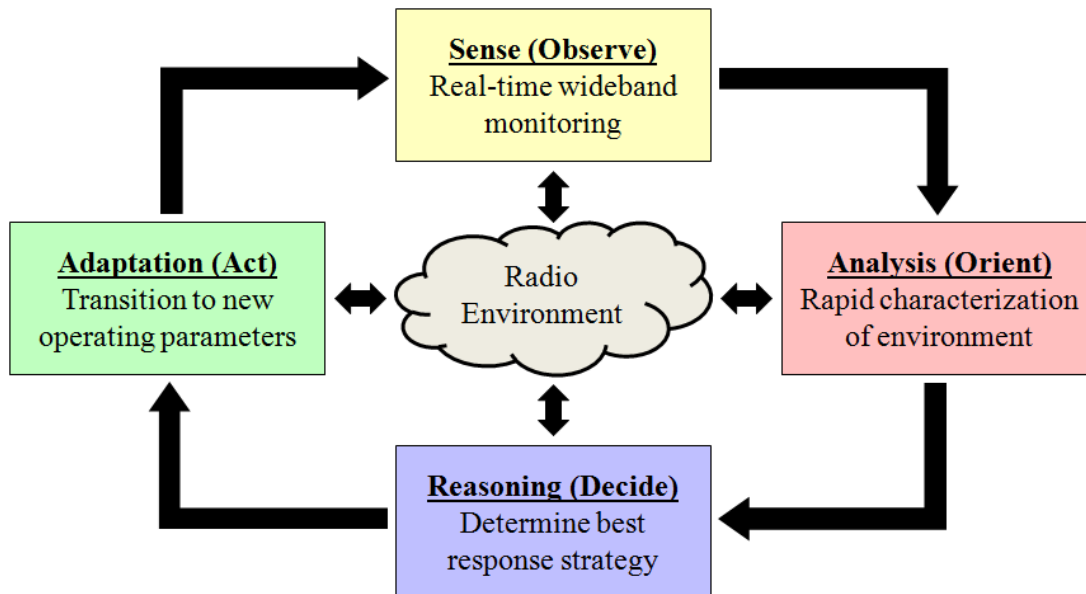 Sense (Observe)
Real-time wideband
monitoring
Adaptation (Act)
Transition to new
operating parameters
Radio
Environment
Analysis (Orient)
Rapid characterization
of environment
Reasoning (Decide)
Determine best
response strategy